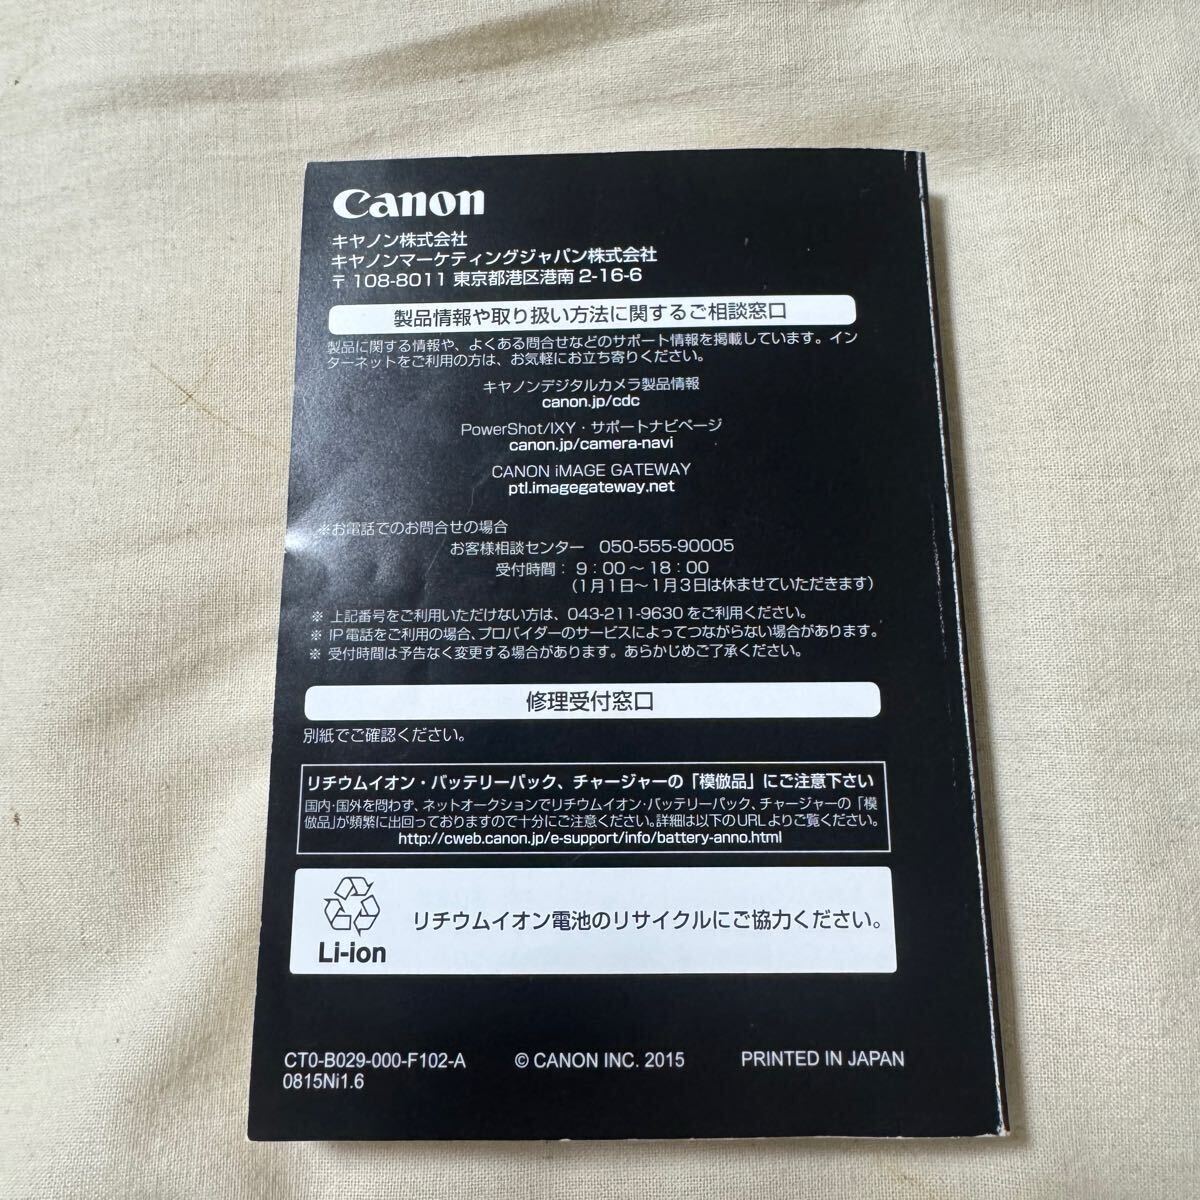 Canon
キヤノン株式会社
キヤノンマーケティングジャパン株式会社
〒108-8011 東京都港区港南2-16-6
製品情報や取り扱い方法に関するご相談窓口
製品に関する情報や、よくある問合せなどのサポート情報を掲載しています。イン
ターネットをご利用の方は、お気軽にお立ち寄りください。
キヤノンデジタルカメラ製品情報
canon.jp/cdc
PowerShot/IXY・サポートナビページ
canon.jp/camera-navi
CANON iMAGE GATEWAY
ptl.imagegateway.net
※お電話でのお問合せの場合
お客様相談センター 050-555-90005
受付時間：9：00～18：00
（1月1日～1月3日は休ませていただきます）
※ 上記番号をご利用いただけない方は、043-211-9630をご利用ください。
※ IP電話をご利用の場合、プロバイダーのサービスによってつながらない場合があります。
※ 受付時間は予告なく変更する場合があります。あらかじめご了承ください。
修理受付窓口
別紙でご確認ください。
リチウムイオン・バッテリーパック、チャージャーの「模倣品」にご注意下さい
国内・国外を問わず、ネットオークションでリチウムイオン・バッテリーパック、チャージャーの「模
倣品」が頻繁に出回っておりますので十分にご注意ください。詳細は以下のURLよりご覧ください。
http://cweb.canon.jp/e-support/info/battery-anno.html
リチウムイオン電池のリサイクルにご協力ください。
Li-ion
CT0-B029-000-F102-A © CANON INC. 2015 PRINTED IN JAPAN
0815Ni1.6